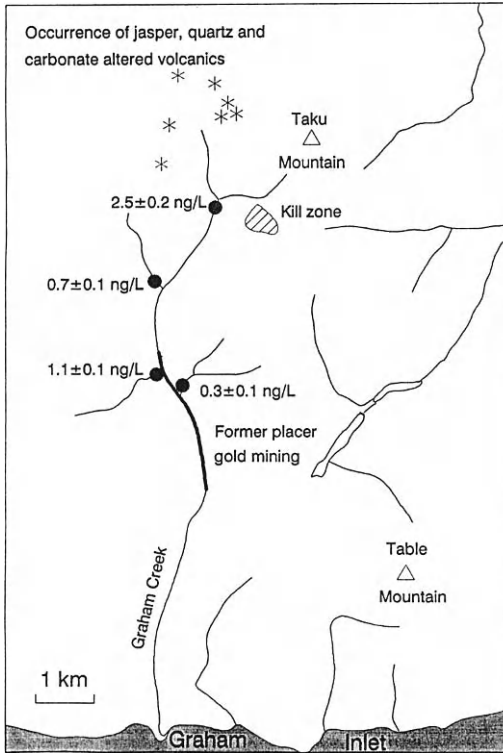 Occurrence of jasper, quartz and
carbonate altered volcanics
Taku
Mountain
2.5±0.2 ng/L
Kill zone
0.7±0.1 ng/L
1.1±0.1 ng/L
0.3±0.1 ng/L
Former placer
gold mining
Graham Creek
Table
Mountain
1 km
Graham Inlet